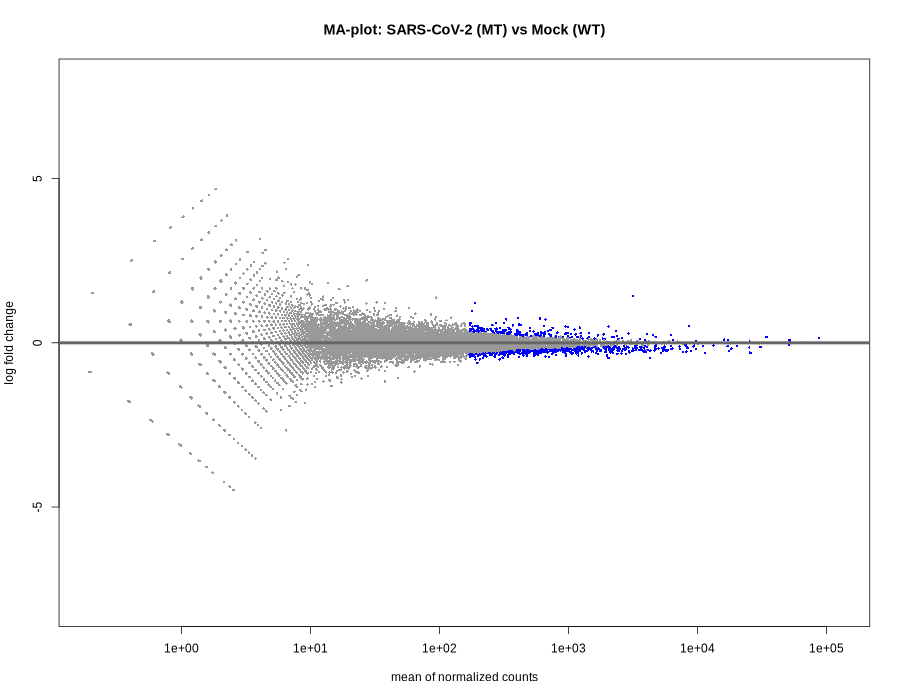 MA-plot: SARS-CoV-2 (MT) vs Mock (WT)
log fold change
5
0
-5
1e+00 1e+01 1e+02 1e+03 1e+04 1e+05
mean of normalized counts